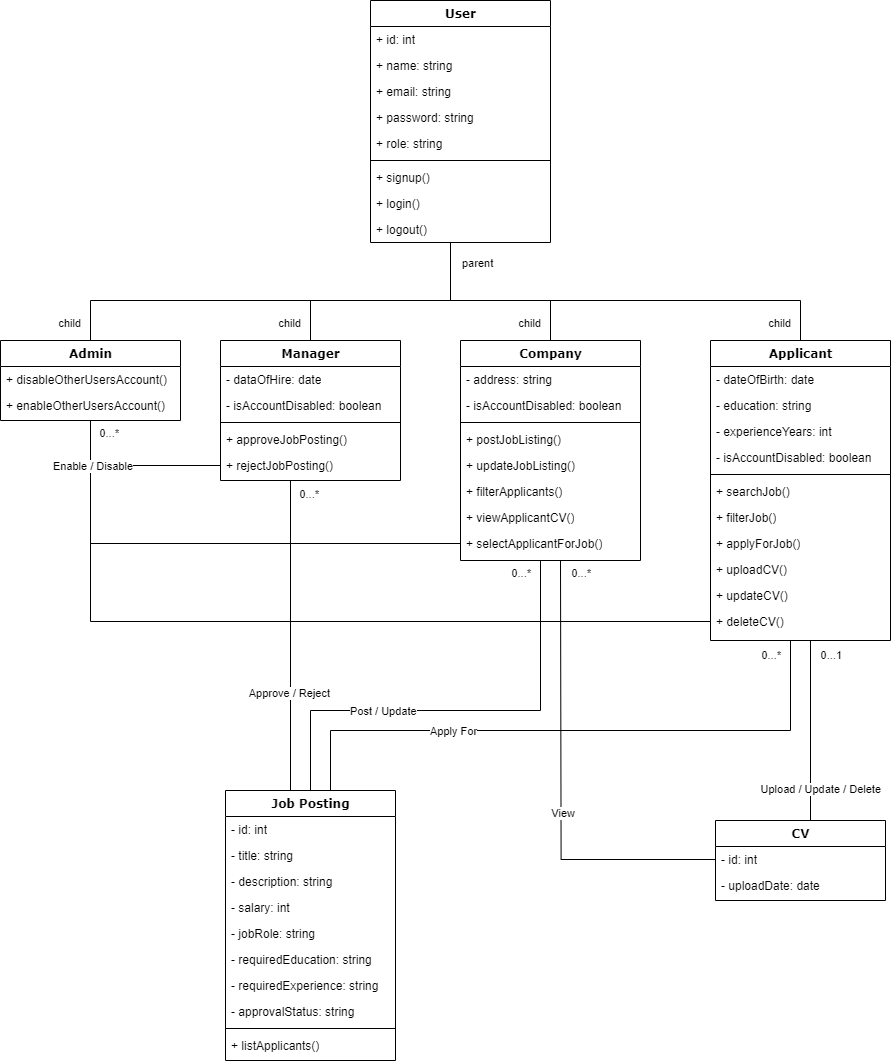 User
+ id: int
+ name: string
+ email: string
+ password: string
+ role: string
+ signup()
+ login()
+ logout()
parent
child
child
child
child
Admin
+ disableOtherUsersAccount()
+ enableOtherUsersAccount()
0...*
Enable / Disable
Manager
- dataOfHire: date
- isAccountDisabled: boolean
+ approveJobPosting()
+ rejectJobPosting()
0...*
Company
- address: string
- isAccountDisabled: boolean
+ postJobListing()
+ updateJobListing()
+ filterApplicants()
+ viewApplicantCV()
+ selectApplicantForJob()
0...*
0...*
Applicant
- dateOfBirth: date
- education: string
- experienceYears: int
- isAccountDisabled: boolean
+ searchJob()
+ filterJob()
+ applyForJob()
+ uploadCV()
+ updateCV()
+ deleteCV()
0...*
0...1
Approve / Reject
Post / Update
Apply For
Upload / Update / Delete
View
Job Posting
- id: int
- title: string
- description: string
- salary: int
- jobRole: string
- requiredEducation: string
- requiredExperience: string
- approvalStatus: string
+ listApplicants()
CV
- id: int
- uploadDate: date